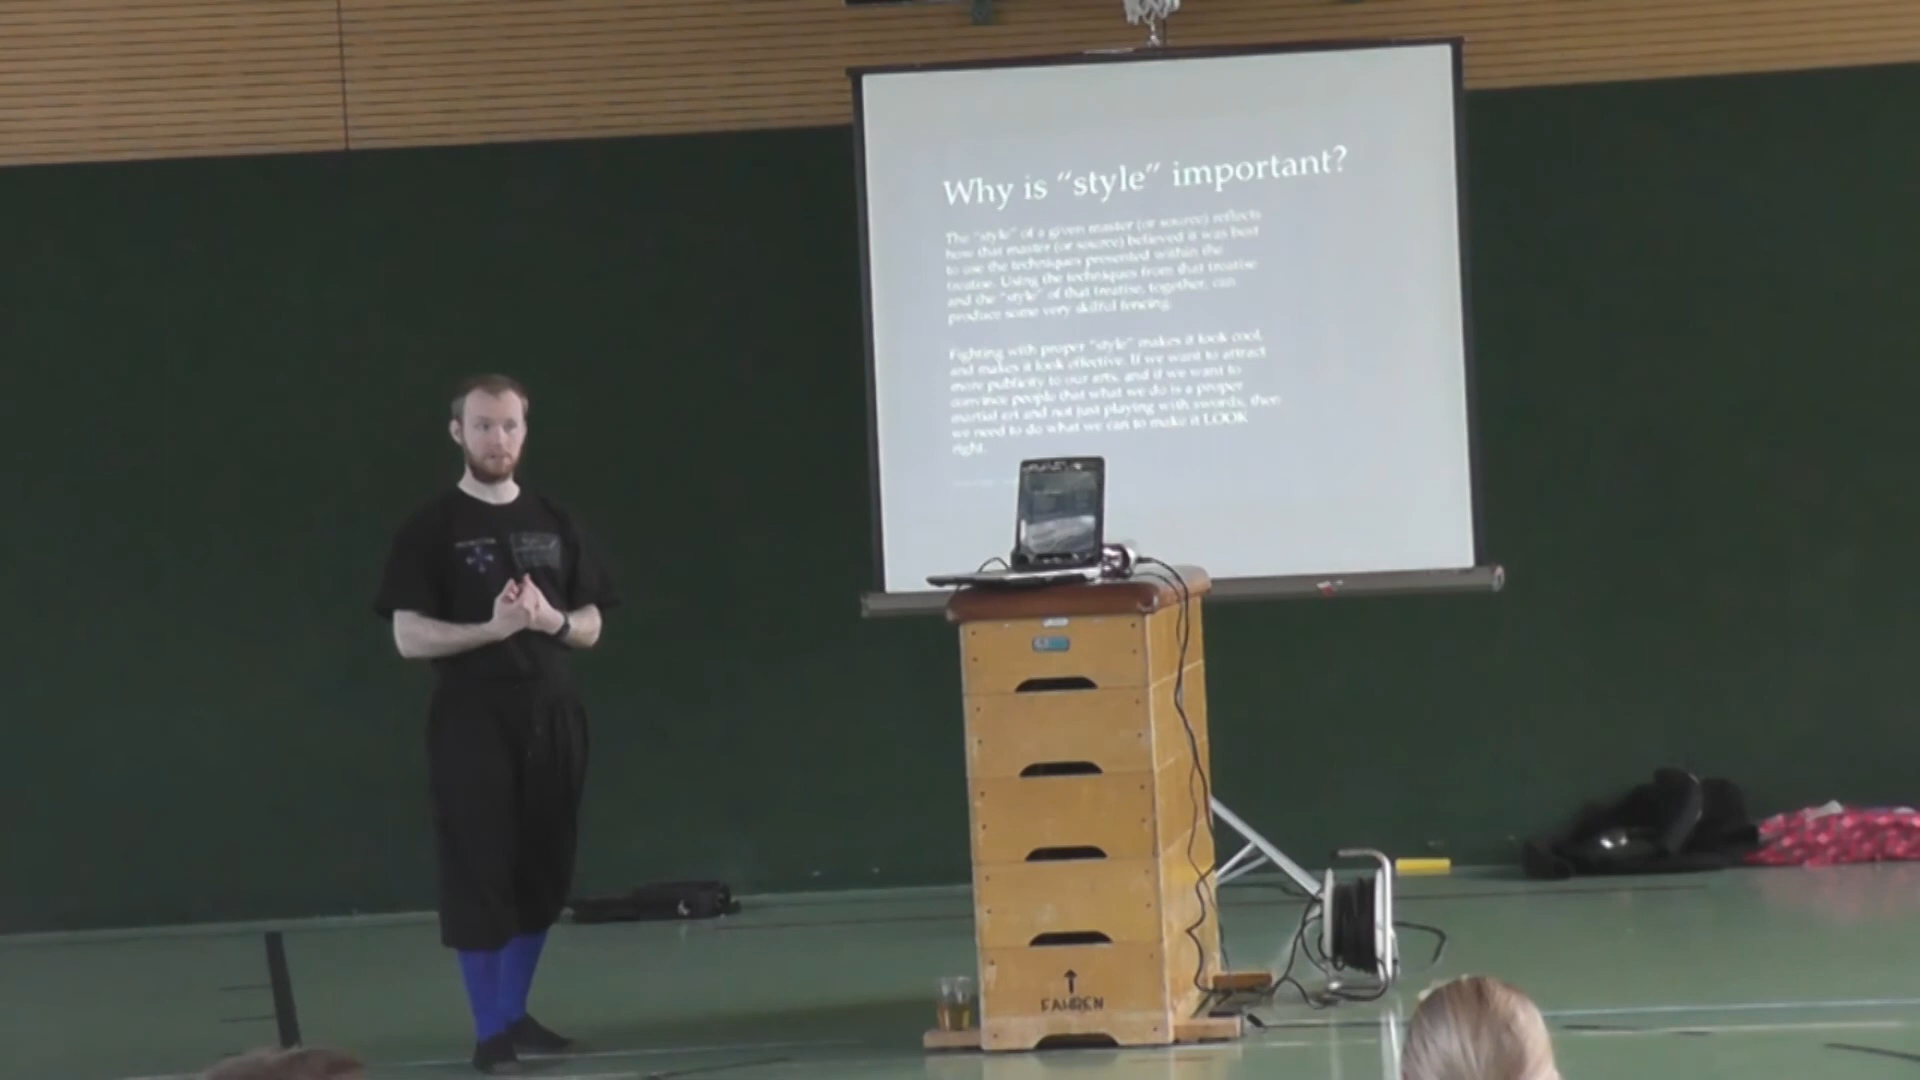 Why is “style” important?
The “style” of a given master (or source) reflects
how that master (or source) believed it was best
to use the techniques presented within the
treatise. Using the techniques from that treatise
and the “style” of that treatise, together, can
produce some very skilful fencing.
Fighting with proper “style” makes it look cool,
and makes it look effective. If we want to attract
more publicity to our arts, and if we want to
convince people that what we do is a proper
martial art and not just playing with swords, then
we need to do what we can to make it LOOK
right.
FAHREN